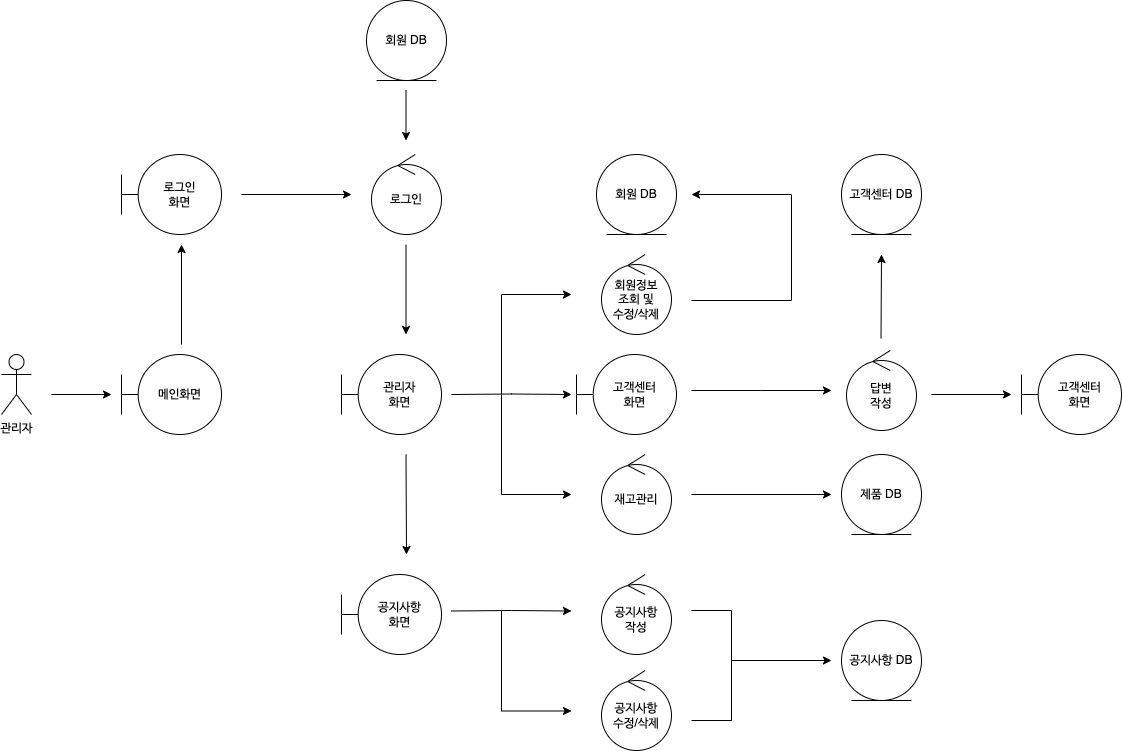 회원 DB
로그인
화면
로그인
회원 DB
고객센터 DB
회원정보
조회 및
수정/삭제
관리자
메인화면
관리자
화면
고객센터
화면
답변
작성
고객센터
화면
재고관리
제품 DB
공지사항
화면
공지사항
작성
공지사항
수정/삭제
공지사항 DB